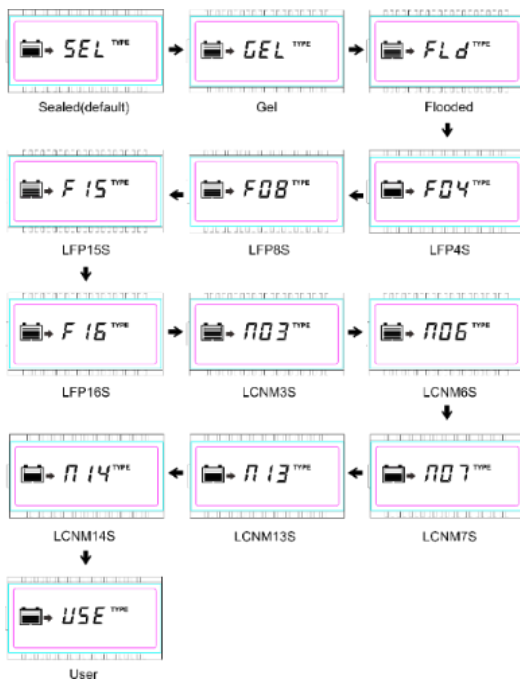 SEL TYPE
GEL TYPE
FLd TYPE
Sealed(default)
Gel
Flooded
F15 TYPE
F08 TYPE
F04 TYPE
LFP15S
LFP8S
LFP4S
F16 TYPE
n03 TYPE
n06 TYPE
LFP16S
LCNM3S
LCNM6S
n14 TYPE
n13 TYPE
n07 TYPE
LCNM14S
LCNM13S
LCNM7S
USE TYPE
User